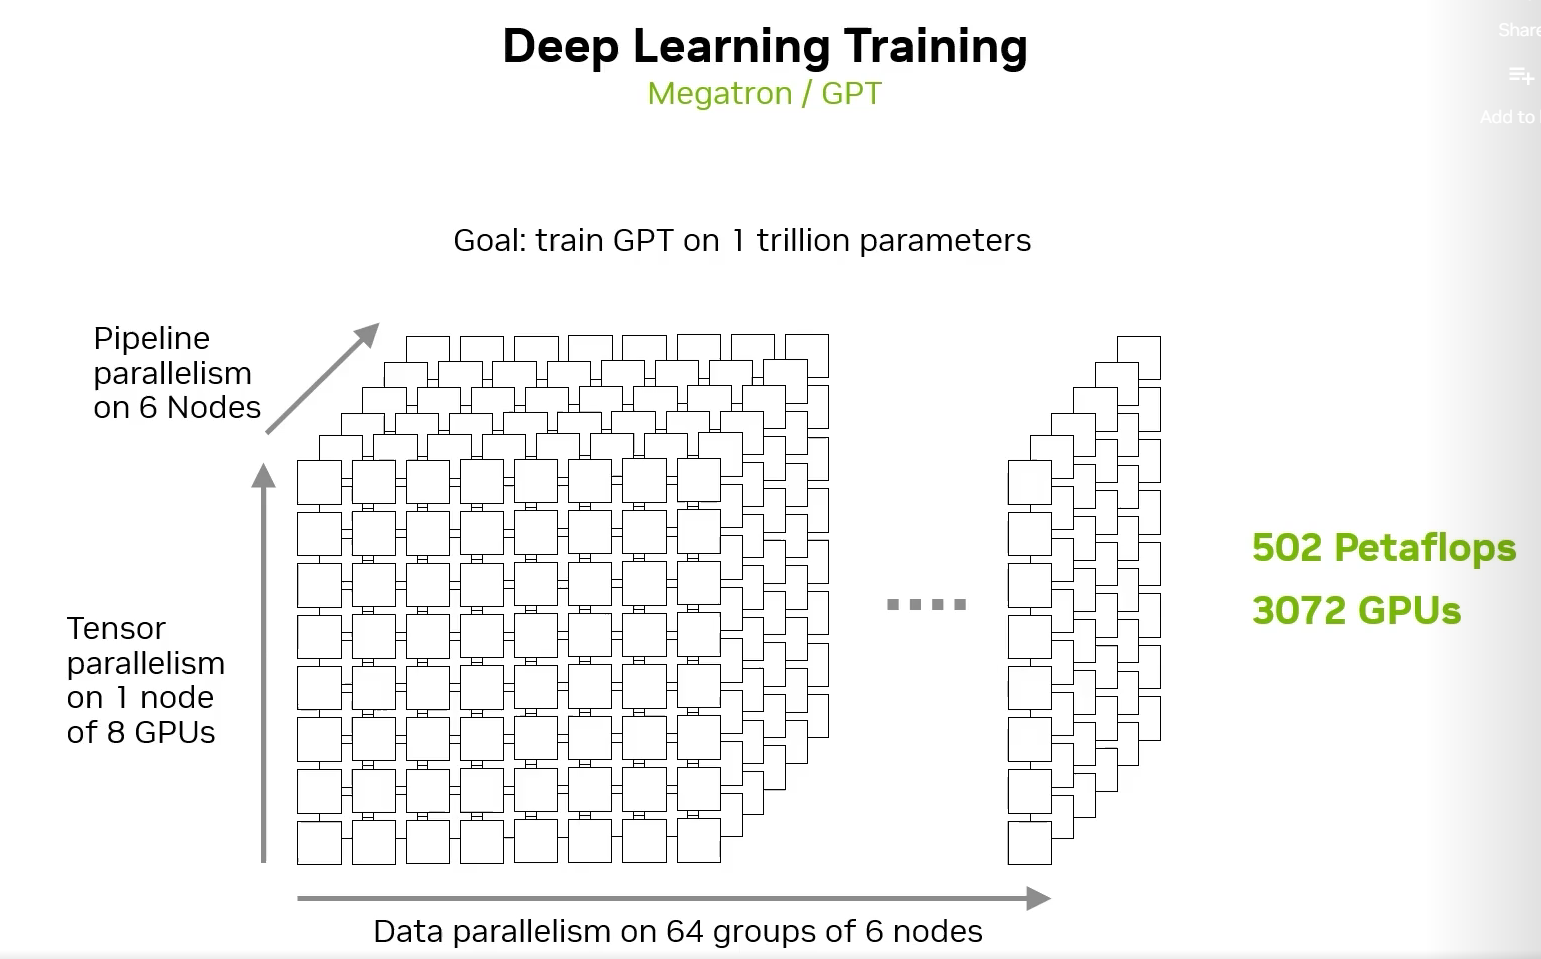 Deep Learning Training
Megatron / GPT
Share
Add to
Goal: train GPT on 1 trillion parameters
Pipeline
parallelism
on 6 Nodes
Tensor
parallelism
on 1 node
of 8 GPUs
502 Petaflops
3072 GPUs
Data parallelism on 64 groups of 6 nodes